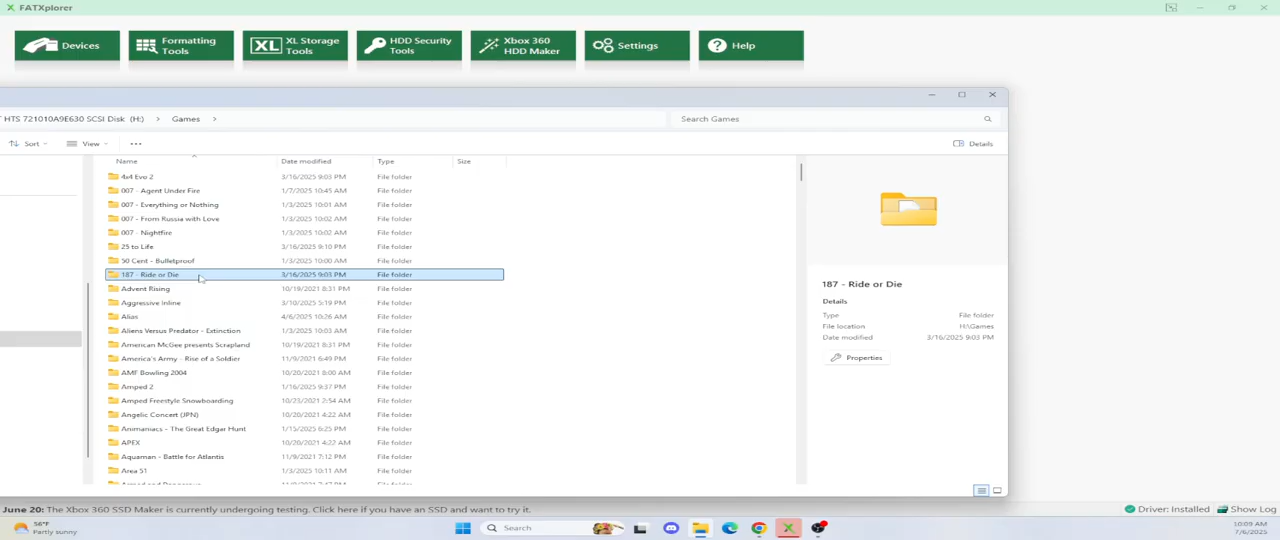 FATXplorer
Devices
Formatting
Tools
XL XL Storage
Tools
HDD Security
Tools
Xbox 360
HDD Maker
Settings
Help
HTS 721010A9E630 SCSI Disk (H:) > Games >
Search Games
Sort
View
...
Details
Name Date modified Type Size
4x4 Evo 2 3/16/2025 9:03 PM File folder
007 - Agent Under Fire 1/7/2025 10:45 AM File folder
007 - Everything or Nothing 1/3/2025 10:01 AM File folder
007 - From Russia with Love 1/3/2025 10:02 AM File folder
007 - Nightfire 1/3/2025 10:02 AM File folder
25 to Life 3/16/2025 9:10 PM File folder
50 Cent - Bulletproof 1/3/2025 10:00 AM File folder
187 - Ride or Die 3/16/2025 9:03 PM File folder
Advent Rising 10/19/2021 8:31 PM File folder
Aggressive Inline 3/10/2025 5:19 PM File folder
Alias 4/6/2025 10:26 AM File folder
Aliens Versus Predator - Extinction 1/3/2025 10:03 AM File folder
American McGee presents Scrapland 10/19/2021 8:31 PM File folder
America's Army - Rise of a Soldier 11/9/2021 6:49 PM File folder
AMF Bowling 2004 10/20/2021 8:00 AM File folder
Amped 2 1/16/2025 9:37 PM File folder
Amped Freestyle Snowboarding 10/23/2021 2:54 AM File folder
Angelic Concert (JPN) 10/20/2021 4:22 AM File folder
Animaniacs - The Great Edgar Hunt 1/15/2025 6:25 PM File folder
APEX 10/20/2021 4:22 AM File folder
Aquaman - Battle for Atlantis 11/9/2021 7:12 PM File folder
Area 51 1/3/2025 10:11 AM File folder
187 - Ride or Die
Details
Type File folder
File location H:\Games
Date modified 3/16/2025 9:03 PM
Properties
June 20: The Xbox 360 SSD Maker is currently undergoing testing. Click here if you have an SSD and want to try it.
Driver: Installed
Show Log
56°F
Partly sunny
Search
10:09 AM
7/6/2025